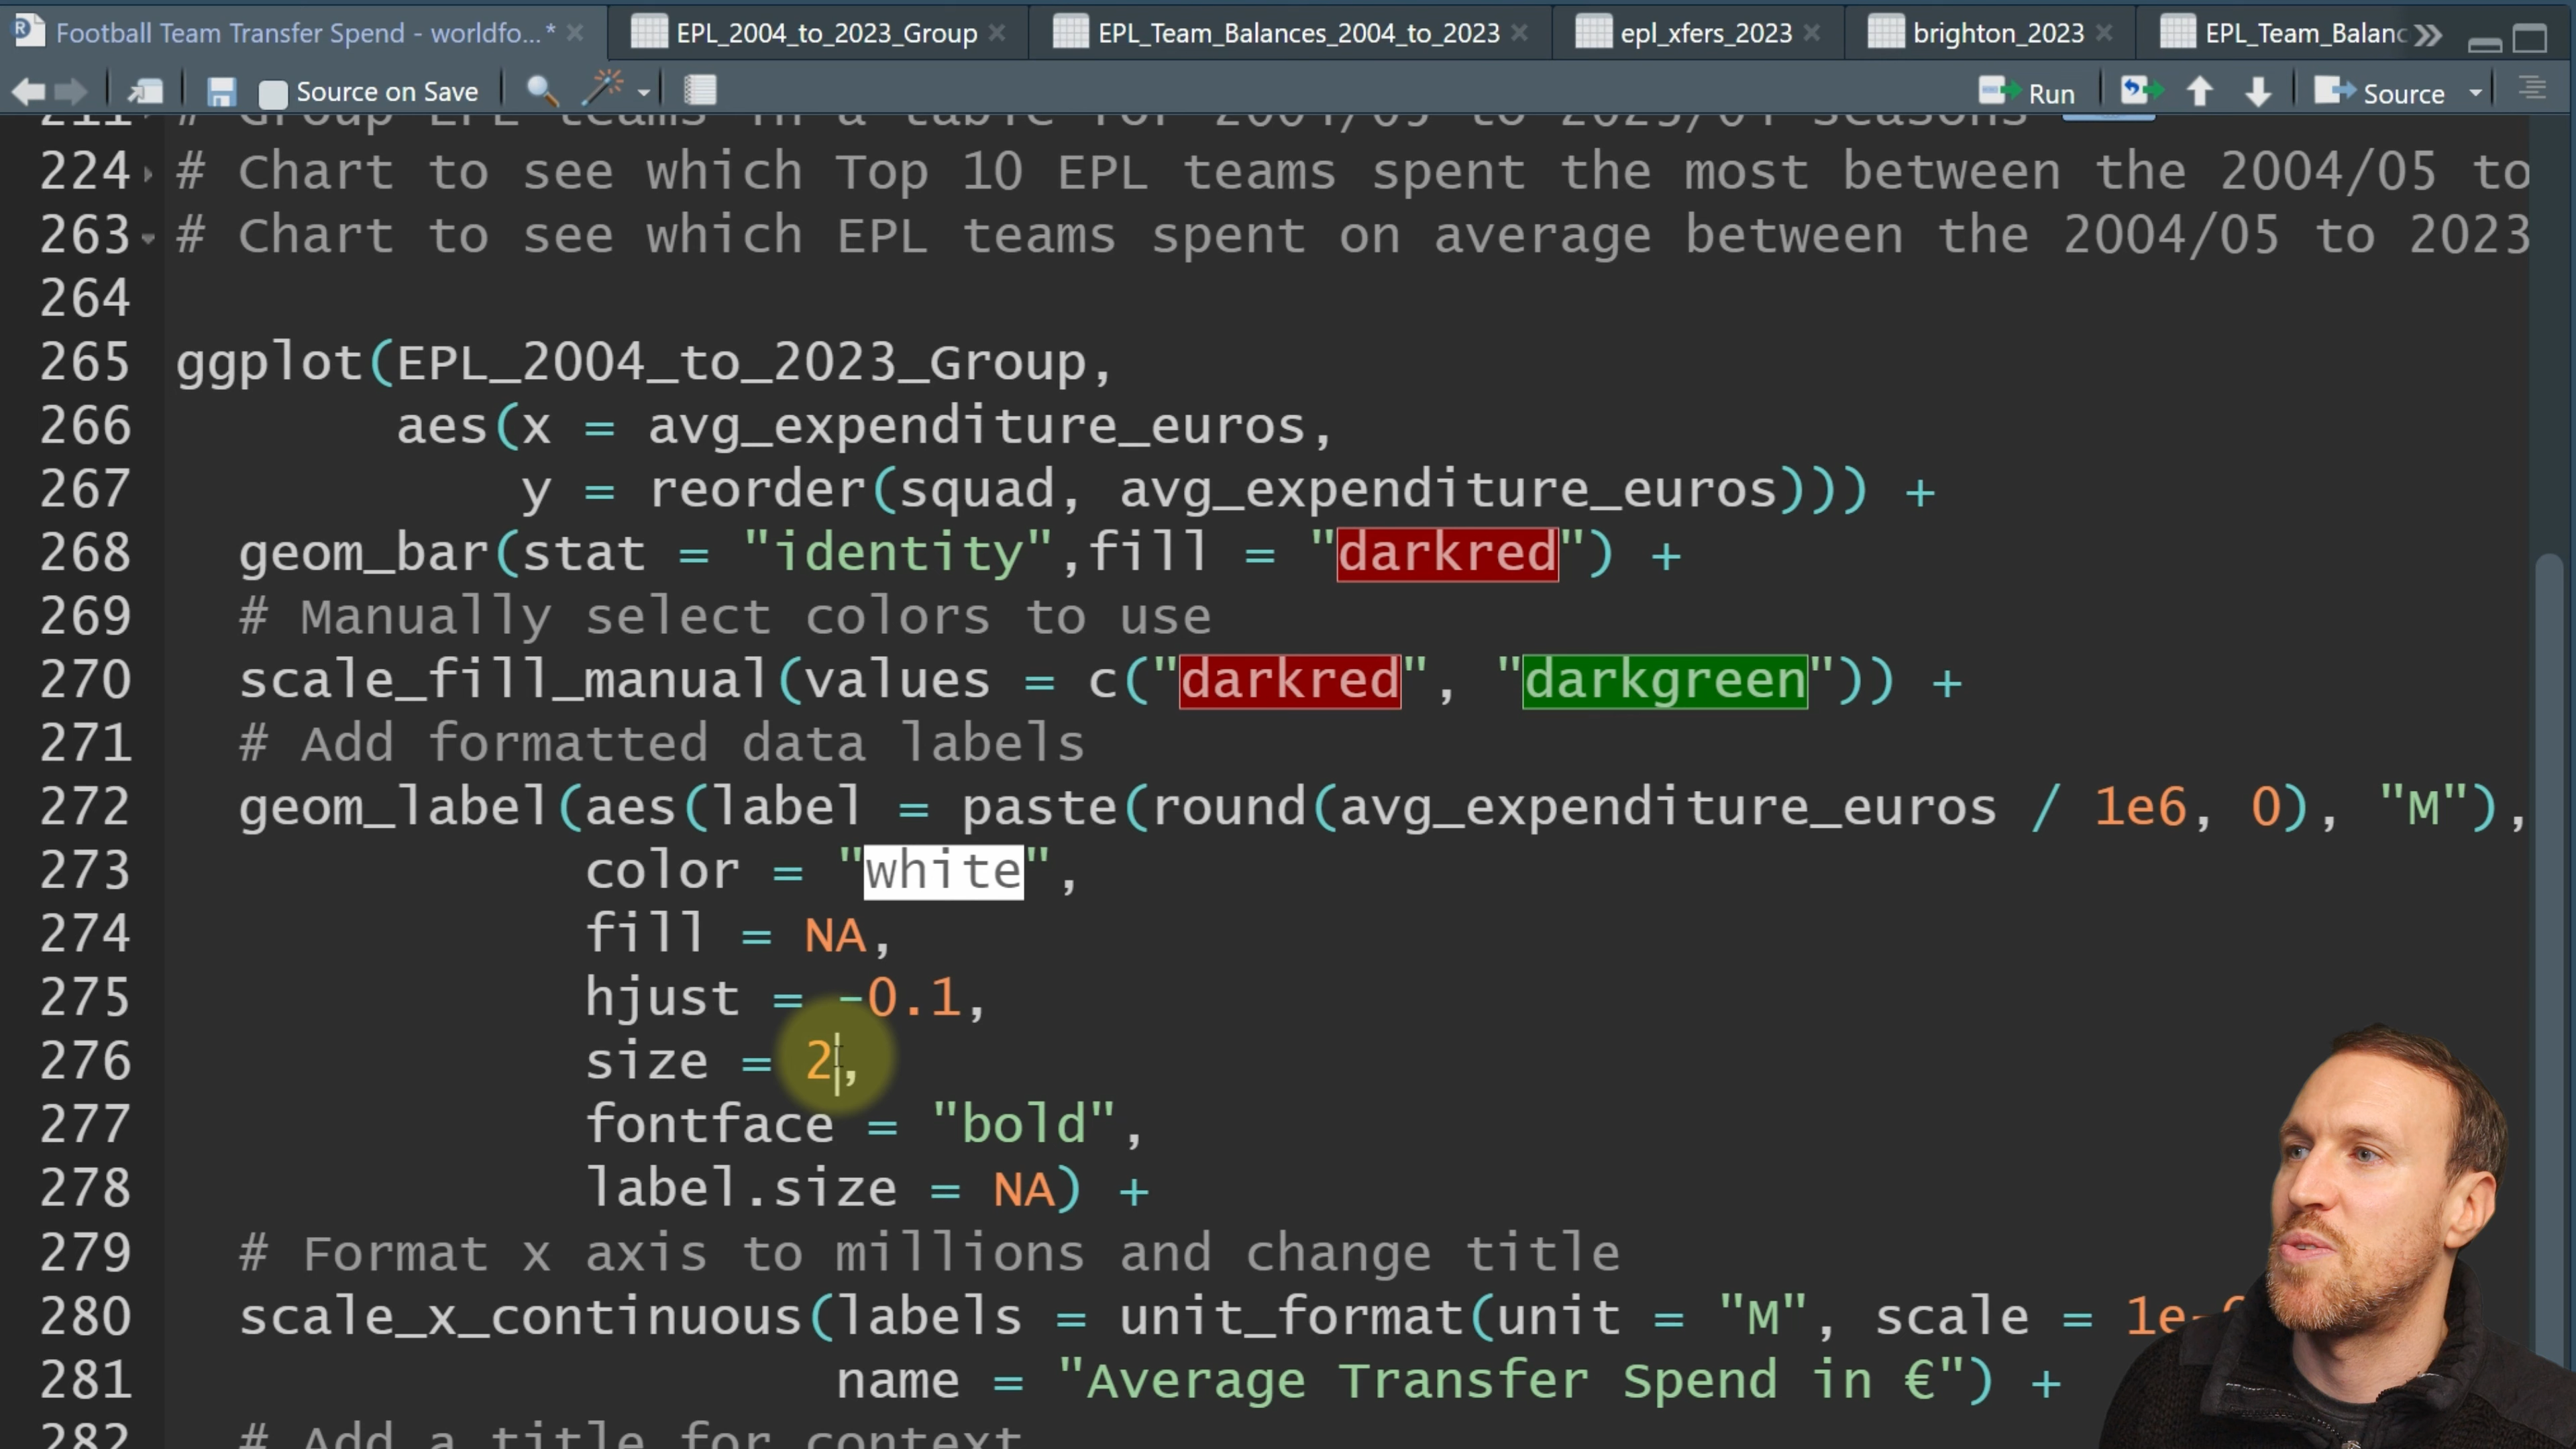 Football Team Transfer Spend - worldfo...* EPL_2004_to_2023_Group EPL_Team_Balances_2004_to_2023 epl_xfers_2023 brighton_2023 EPL_Team_Balanc
Source on Save Run Source
224 # Chart to see which Top 10 EPL teams spent the most between the 2004/05 to
263 # Chart to see which EPL teams spent on average between the 2004/05 to 2023
264
265 ggplot(EPL_2004_to_2023_Group,
266 aes(x = avg_expenditure_euros,
267 y = reorder(squad, avg_expenditure_euros))) +
268 geom_bar(stat = "identity",fill = "darkred") +
269 # Manually select colors to use
270 scale_fill_manual(values = c("darkred", "darkgreen")) +
271 # Add formatted data labels
272 geom_label(aes(label = paste(round(avg_expenditure_euros / 1e6, 0), "M"),
273 color = "white",
274 fill = NA,
275 hjust = -0.1,
276 size = 2,
277 fontface = "bold",
278 label.size = NA) +
279 # Format x axis to millions and change title
280 scale_x_continuous(labels = unit_format(unit = "M", scale =
281 name = "Average Transfer Spend in €") +
282 # Add a title for context